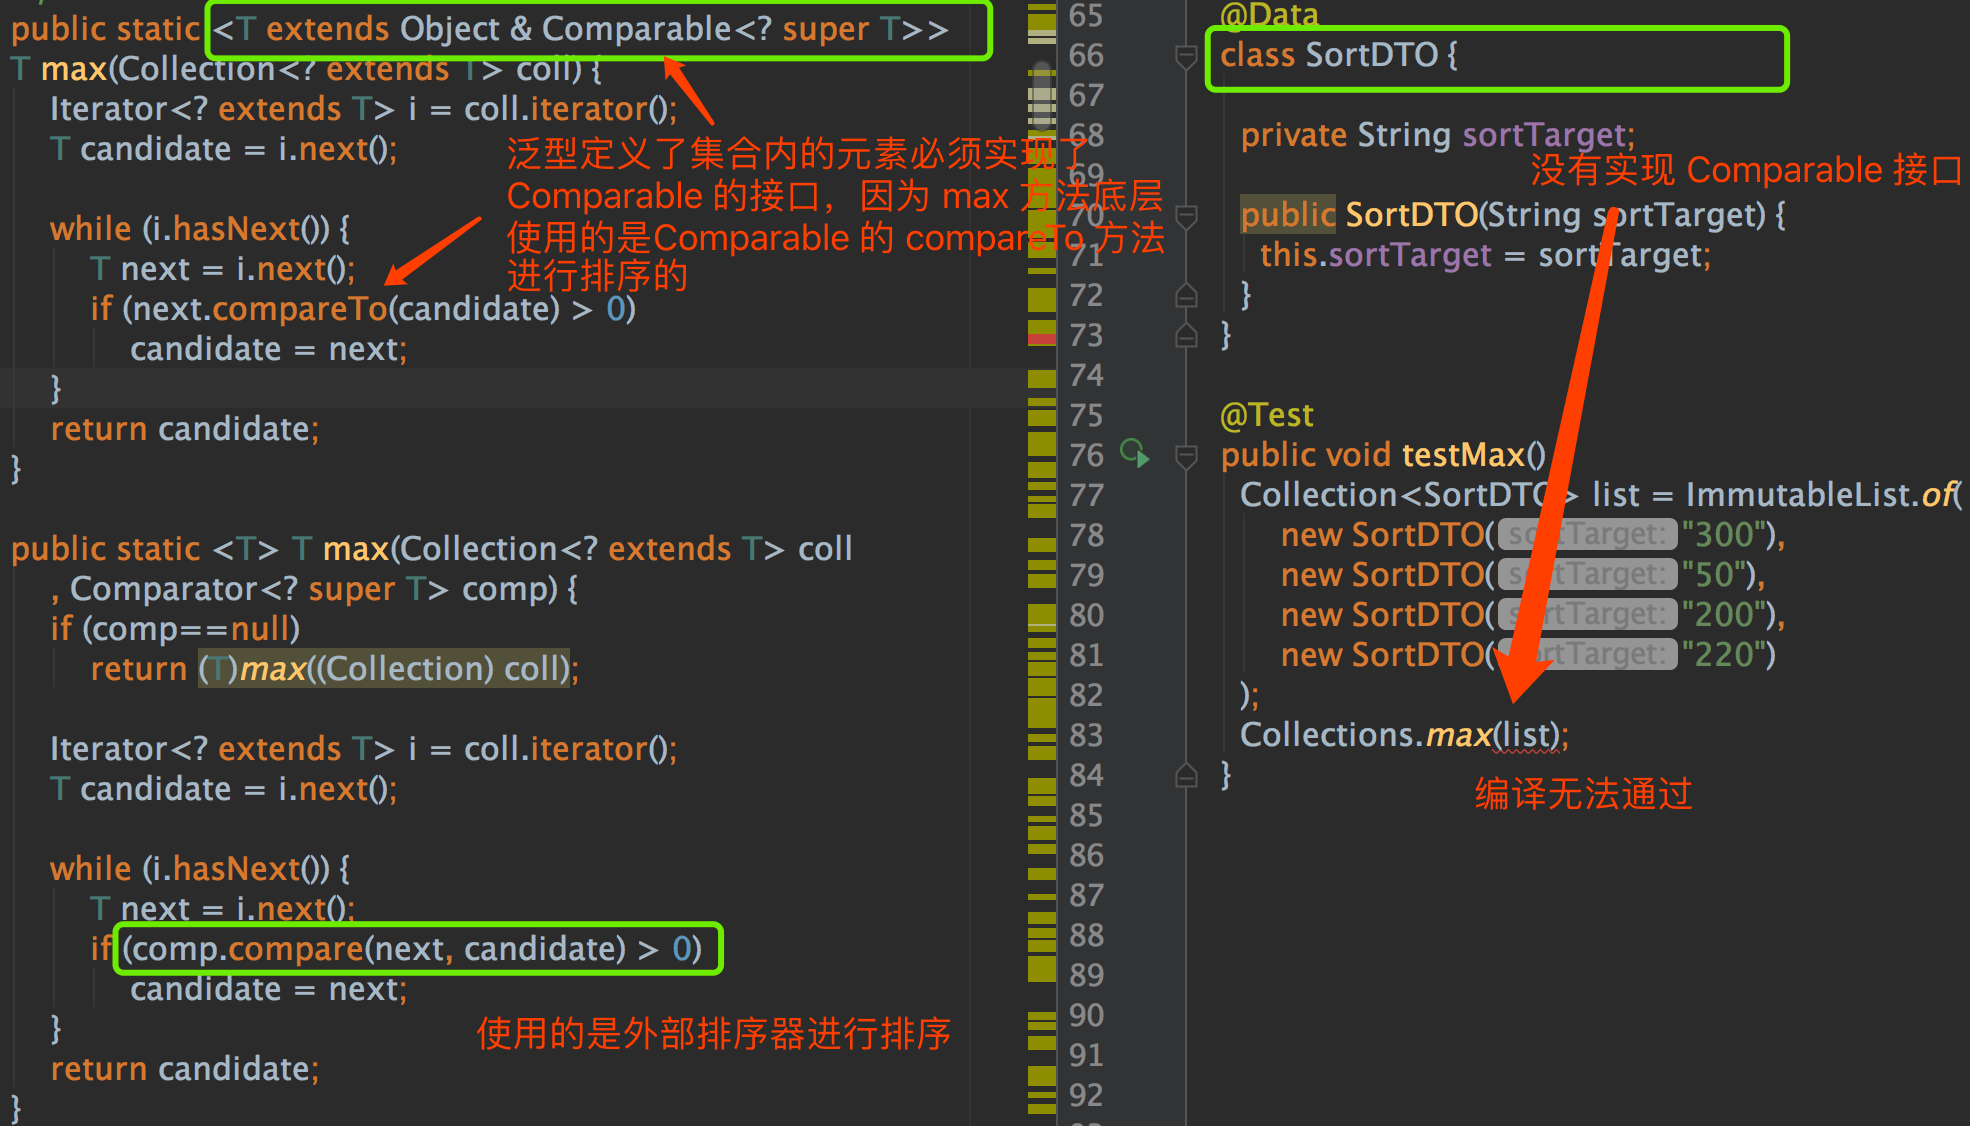 public static <T extends Object & Comparable<? super T>>
T max(Collection<? extends T> coll) {
Iterator<? extends T> i = coll.iterator();
T candidate = i.next();
泛型定义了集合内的元素必须实现了
Comparable 的接口，因为 max 方法底层
使用的是Comparable 的 compareTo 方法
进行排序的
while (i.hasNext()) {
T next = i.next();
if (next.compareTo(candidate) > 0)
candidate = next;
}
return candidate;
}
public static <T> T max(Collection<? extends T> coll
, Comparator<? super T> comp) {
if (comp==null)
return (T)max((Collection) coll);
Iterator<? extends T> i = coll.iterator();
T candidate = i.next();
while (i.hasNext()) {
T next = i.next();
if (comp.compare(next, candidate) > 0)
candidate = next;
}
使用的是外部排序器进行排序
return candidate;
}
65 @Data
66 class SortDTO {
67
68 private String sortTarget;
69
没有实现 Comparable 接口
70 public SortDTO(String sortTarget) {
71 this.sortTarget = sortTarget;
72 }
73 }
74
75 @Test
76 public void testMax()
77 Collection<SortDTO> list = ImmutableList.of(
78 new SortDTO( sortTarget: "300"),
79 new SortDTO( sortTarget: "50"),
80 new SortDTO( sortTarget: "200"),
81 new SortDTO( sortTarget: "220")
82 );
83 Collections.max(list);
84 }
编译无法通过
85
86
87
88
89
90
91
92